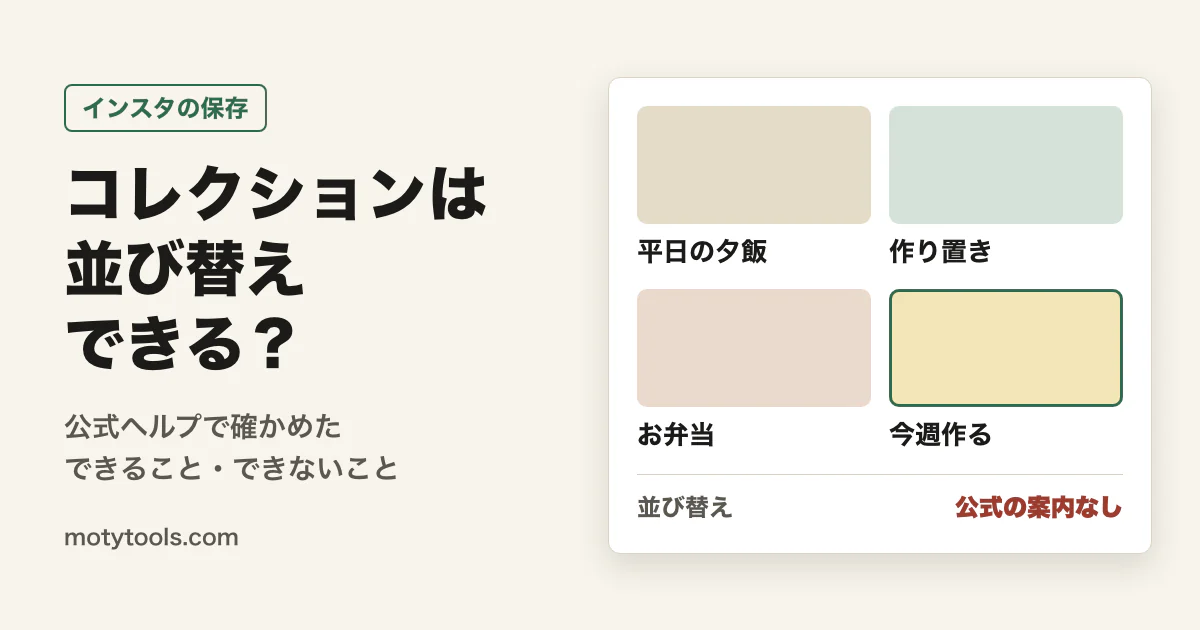 インスタの保存
コレクションは
並び替え
できる？
公式ヘルプで確かめた
できること・できないこと
motytools.com
平日の夕飯
作り置き
お弁当
今週作る
並び替え
公式の案内なし